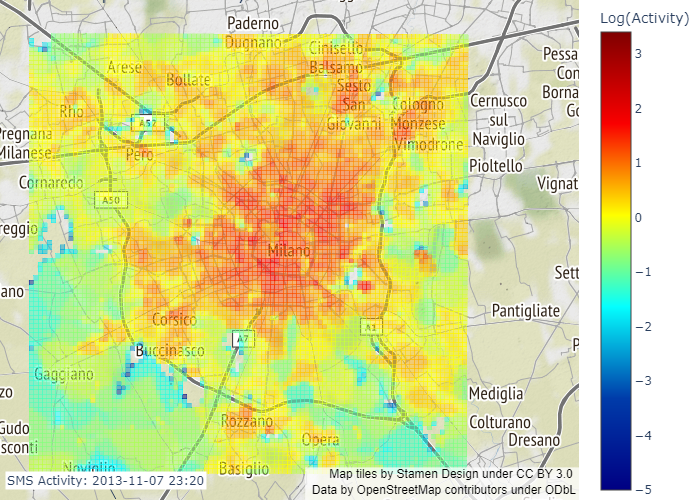 Paderno
Dugnano
Cinisello
Balsamo
Arese
Bollate
Sesto
San
Giovanni
Rho
A52
Cologno
Monzese
Vimodrone
Pessa
Con
Borna
Go
Cernusco
sul
Naviglio
Pregnana
Milanese
Pero
Pioltello
Cornaredo
Vignat
A50
reggio
Milano
Sett
ano
Pantigliate
Corsico
A1
A7
Buccinasco
P
Gaggiano
zo
Mediglia
Gudo
sconti
Rozzano
Colturano
Dresano
Opera
Noviglio
Basiglio
SMS Activity: 2013-11-07 23:20
Map tiles by Stamen Design under CC BY 3.0
Data by OpenStreetMap contributors under ODbL
Log(Activity)
3
2
1
0
−1
−2
−3
−4
−5